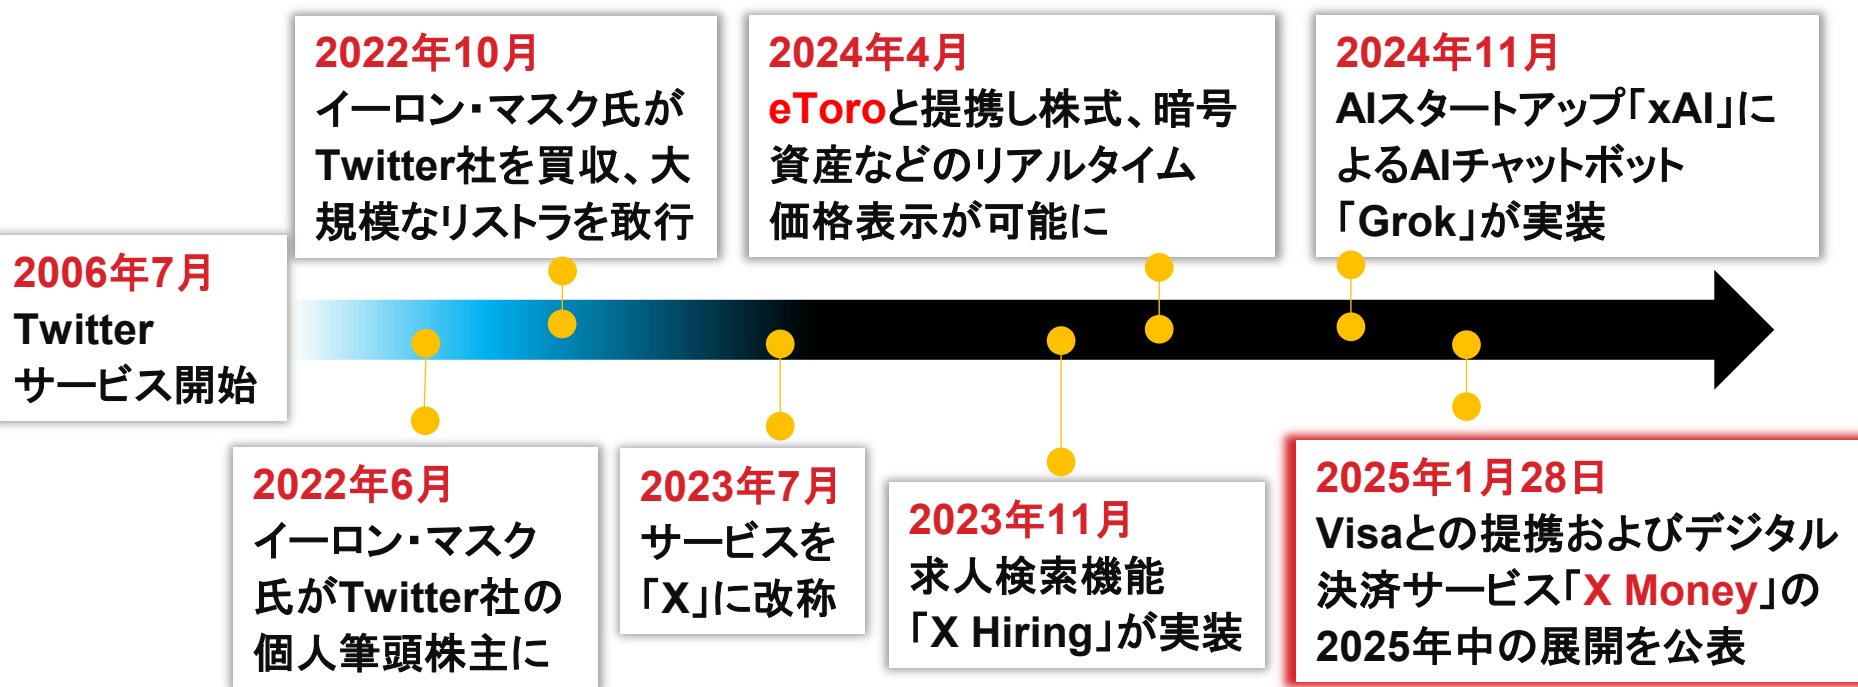 2006年7月
Twitter
サービス開始
2022年6月
イーロン・マスク
氏がTwitter社の
個人筆頭株主に
2022年10月
イーロン・マスク氏が
Twitter社を買収、大
規模なリストラを敢行
2023年7月
サービスを
「X」に改称
2023年11月
求人検索機能
「X Hiring」が実装
2024年4月
eToroと提携し株式、暗号
資産などのリアルタイム
価格表示が可能に
2024年11月
AIスタートアップ「xAI」に
よるAIチャットボット
「Grok」が実装
2025年1月28日
Visaとの提携およびデジタル
決済サービス「X Money」の
2025年中の展開を公表